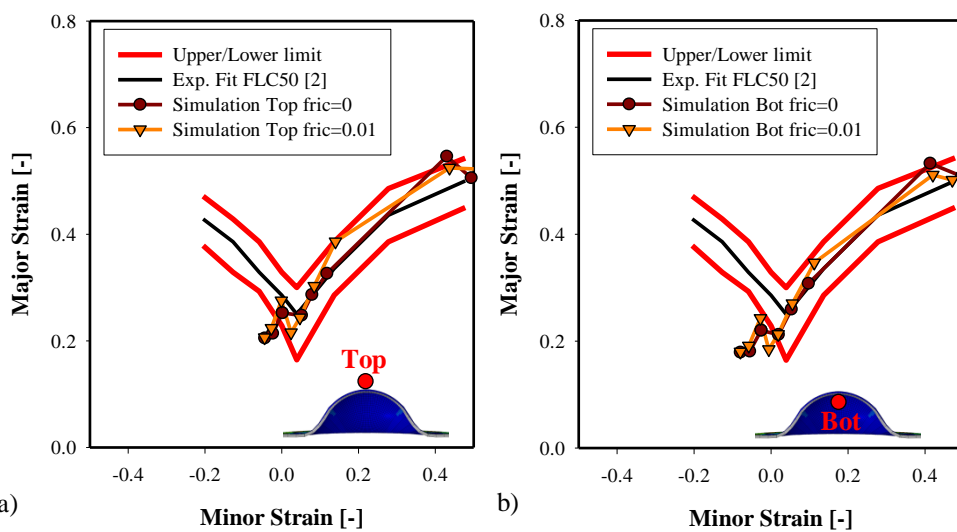 0.8
0.6
0.4
0.2
0.0
Major Strain [-]
Upper/Lower limit
Exp. Fit FLC50 [2]
Simulation Top fric=0
Simulation Top fric=0.01
Top
-0.4
-0.2
0.0
0.2
0.4
Minor Strain [-]
a)
0.8
0.6
0.4
0.2
0.0
Major Strain [-]
Upper/Lower limit
Exp. Fit FLC50 [2]
Simulation Bot fric=0
Simulation Bot fric=0.01
Bot
-0.4
-0.2
0.0
0.2
0.4
Minor Strain [-]
b)